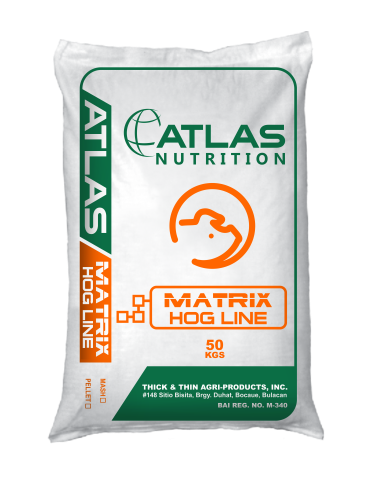 ATLAS
NUTRITION
MATRIX
HOG LINE
50
KGS
THICK & THIN AGRI-PRODUCTS, INC.
#148 Sitio Bisita, Brgy, Duhat, Bocaue, Bulacan
BAI REG. NO. M-340
ATLAS
MATRIX
HOG LINE
MASH
PELLET